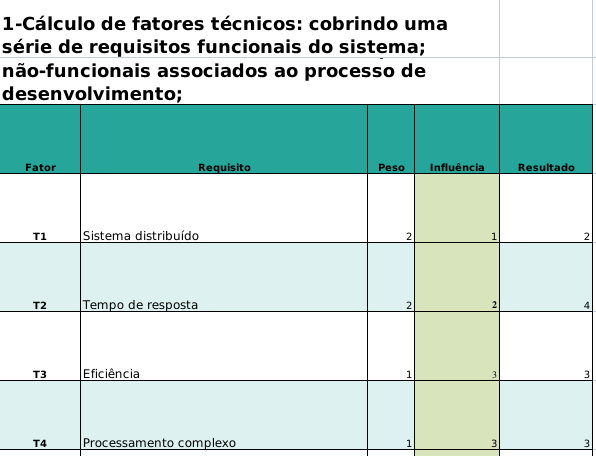 1-Cálculo de fatores técnicos: cobrindo uma
série de requisitos funcionais do sistema;
não-funcionais associados ao processo de
desenvolvimento;
Fator Requisito Peso Influência Resultado
T1 Sistema distribuído 2 1 2
T2 Tempo de resposta 2 2 4
T3 Eficiência 1 3 3
T4 Processamento complexo 1 3 3